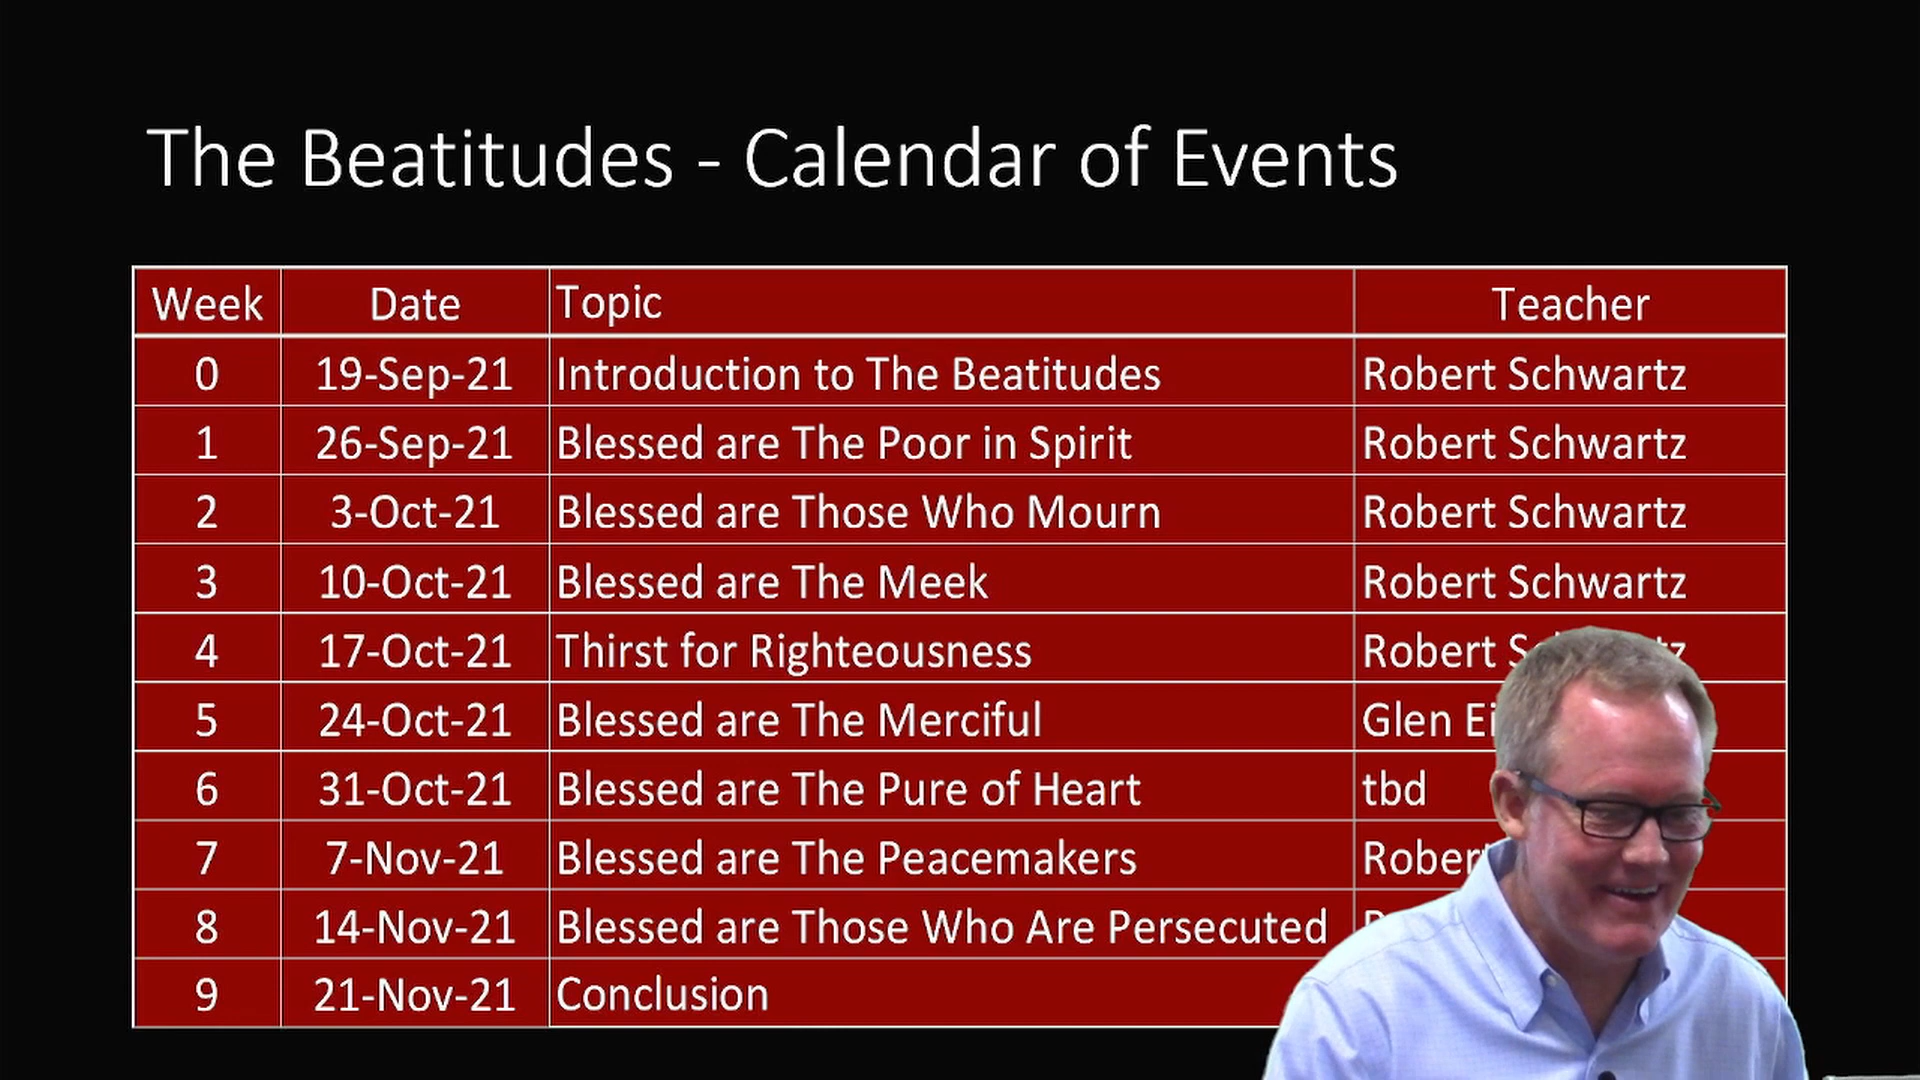 The Beatitudes - Calendar of Events
Week Date Topic Teacher
0 19-Sep-21 Introduction to The Beatitudes Robert Schwartz
1 26-Sep-21 Blessed are The Poor in Spirit Robert Schwartz
2 3-Oct-21 Blessed are Those Who Mourn Robert Schwartz
3 10-Oct-21 Blessed are The Meek Robert Schwartz
4 17-Oct-21 Thirst for Righteousness Robert
5 24-Oct-21 Blessed are The Merciful Glen
6 31-Oct-21 Blessed are The Pure of Heart tbd
7 7-Nov-21 Blessed are The Peacemakers
8 14-Nov-21 Blessed are Those Who Are Persecuted
9 21-Nov-21 Conclusion